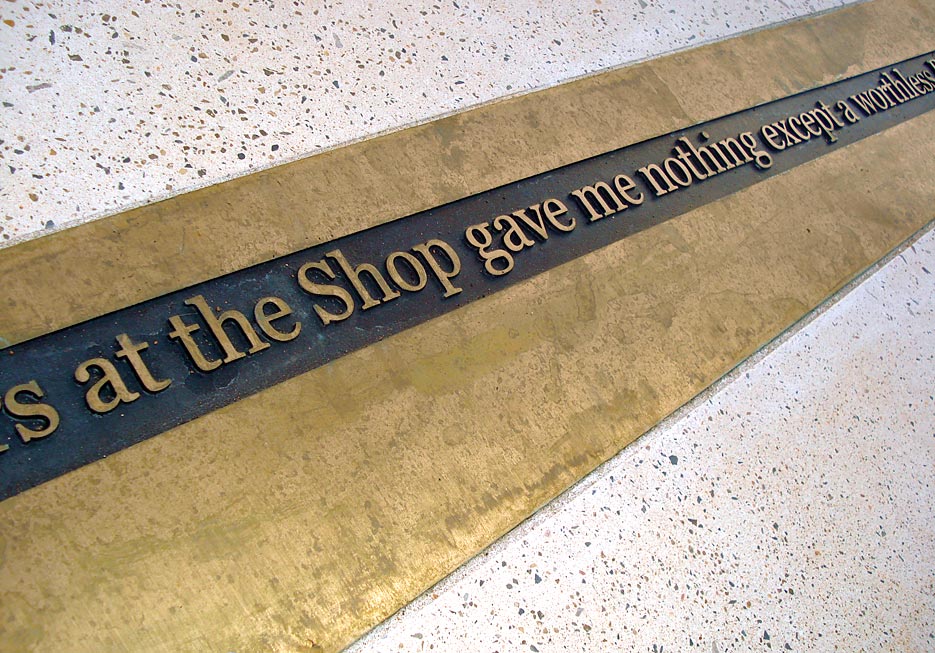 at the Shop gave me nothing except a worthless